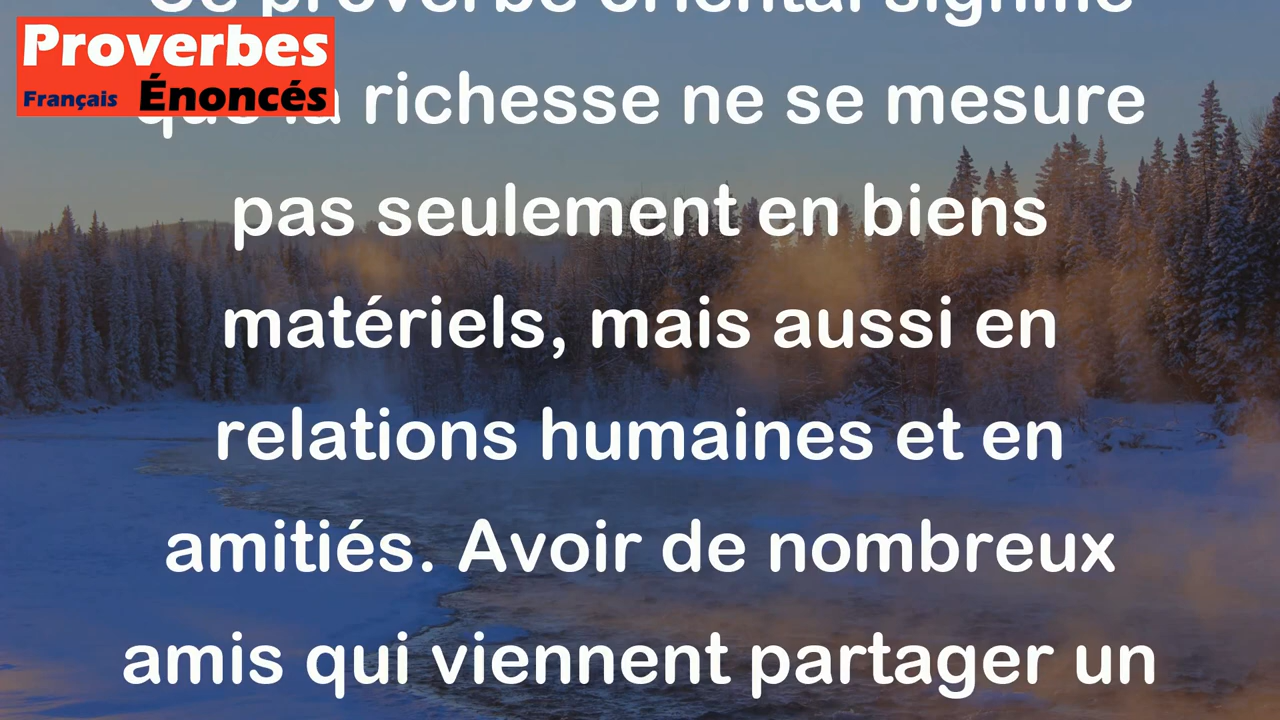 Ce proverbe oriental signifie
Proverbes
Français Énoncés
que la richesse ne se mesure
pas seulement en biens
matériels, mais aussi en
relations humaines et en
amitiés. Avoir de nombreux
amis qui viennent partager un